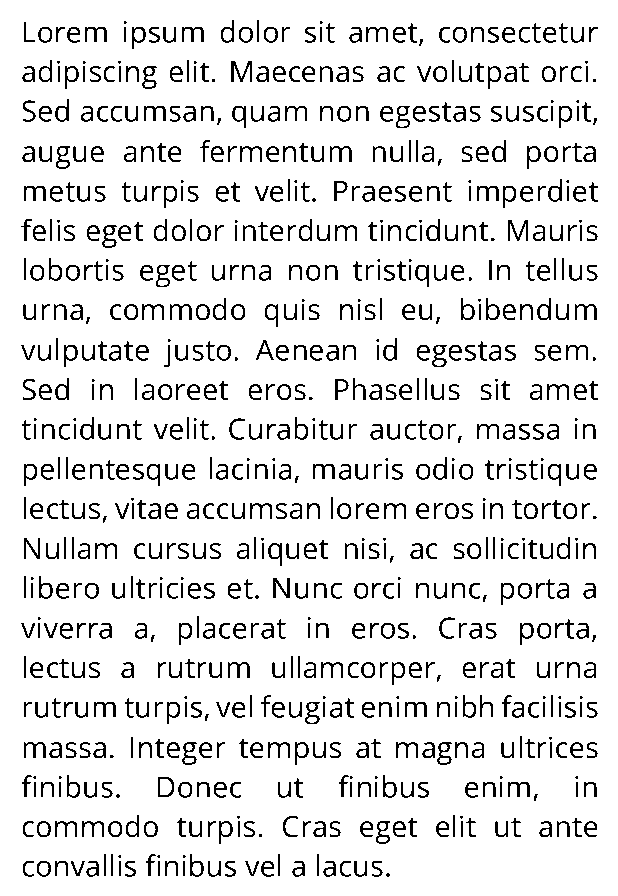 Lorem ipsum dolor sit amet, consectetur
adipiscing elit. Maecenas ac volutpat orci.
Sed accumsan, quam non egestas suscipit,
augue ante fermentum nulla, sed porta
metus turpis et velit. Praesent imperdiet
felis eget dolor interdum tincidunt. Mauris
lobortis eget urna non tristique. In tellus
urna, commodo quis nisl eu, bibendum
vulputate justo. Aenean id egestas sem.
Sed in laoreet eros. Phasellus sit amet
tincidunt velit. Curabitur auctor, massa in
pellentesque lacinia, mauris odio tristique
lectus, vitae accumsan lorem eros in tortor.
Nullam cursus aliquet nisi, ac sollicitudin
libero ultricies et. Nunc orci nunc, porta a
viverra a, placerat in eros. Cras porta,
lectus a rutrum ullamcorper, erat urna
rutrum turpis, vel feugiat enim nibh facilisis
massa. Integer tempus at magna ultrices
finibus. Donec ut finibus enim, in
commodo turpis. Cras eget elit ut ante
convallis finibus vel a lacus.